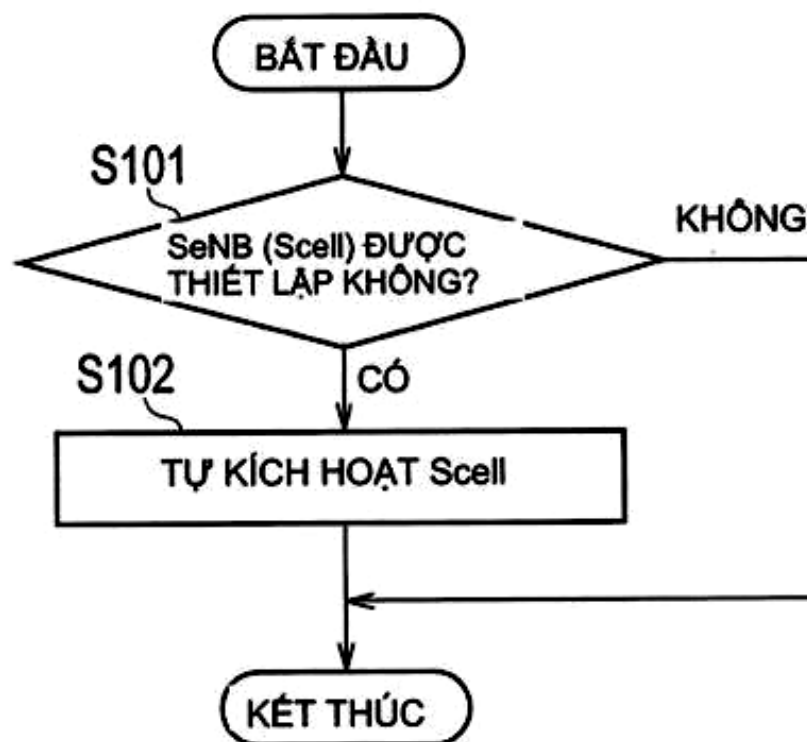 BẮT ĐẦU
S101
SeNB (Scell) ĐƯỢC
THIẾT LẬP KHÔNG?
KHÔNG
CÓ
S102
TỰ KÍCH HOẠT Scell
KẾT THÚC